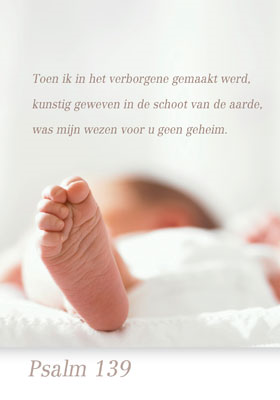 Toen ik in het verborgene gemaakt werd,
kunstig geweven in de schoot van de aarde,
was mijn wezen voor u geen geheim.
Psalm 139